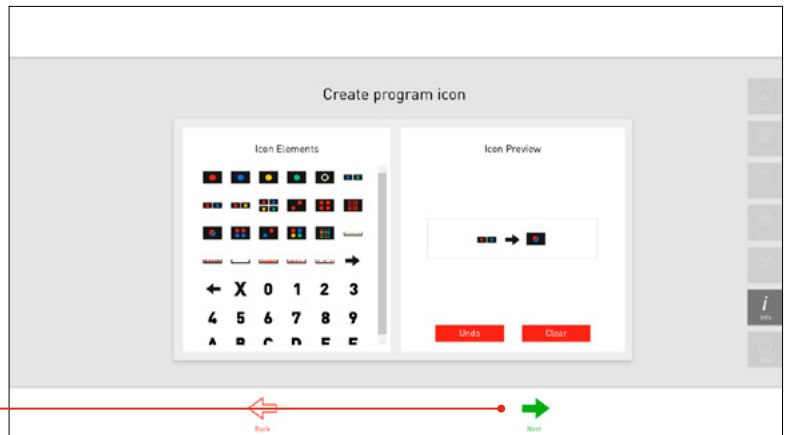 Create program icon
Icon Elements
Icon Preview
X 0 1 2 3
4 5 6 7 8 9
Undo Clear
info
Back
Next